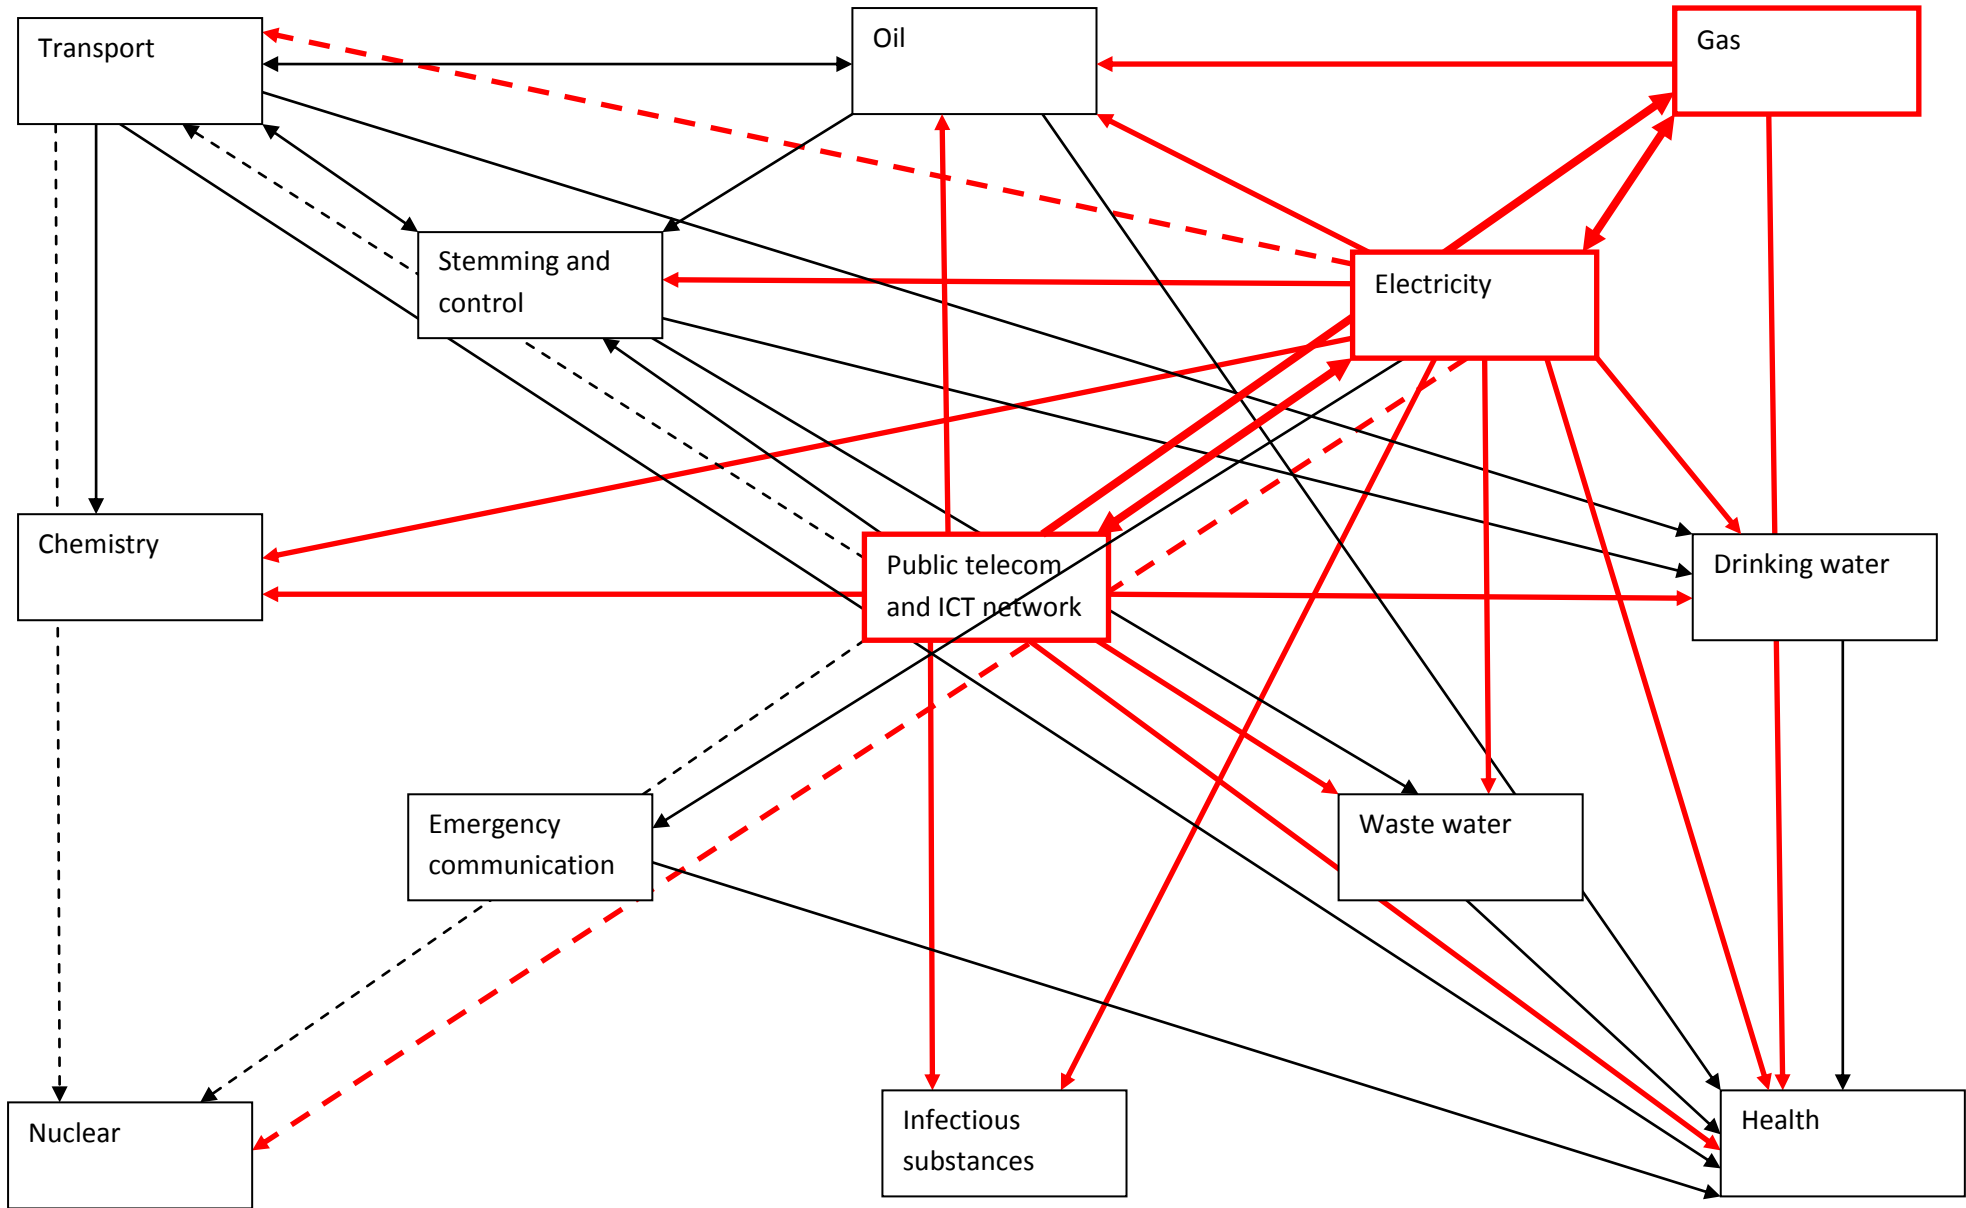 Transport
Oil
Gas
Stemming and
control
Electricity
Chemistry
Public telecom
and ICT network
Drinking water
Emergency
communication
Waste water
Nuclear
Infectious
substances
Health